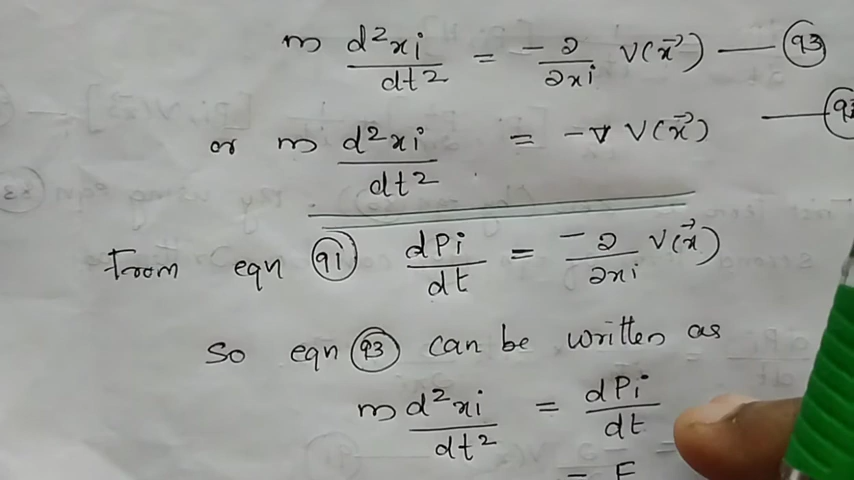 m d²xi/dt² = -∂/∂xi V(x⃗) — (93)
or m d²xi/dt² = -∇ V(x⃗) —
From eqn (91) dPi/dt = -∂/∂xi V(x⃗)
So eqn (93) can be written as
m d²xi/dt² = dPi/dt
= F